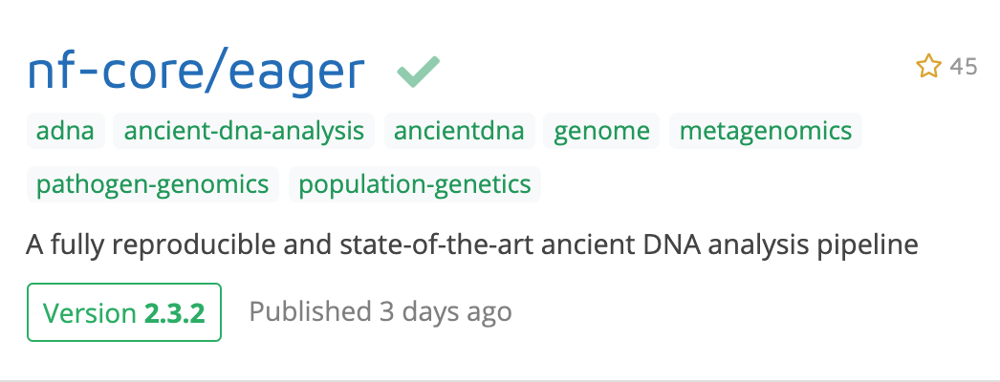 nf-core/eager 45
adna ancient-dna-analysis ancientdna genome metagenomics
pathogen-genomics population-genetics
A fully reproducible and state-of-the-art ancient DNA analysis pipeline
Version 2.3.2 Published 3 days ago